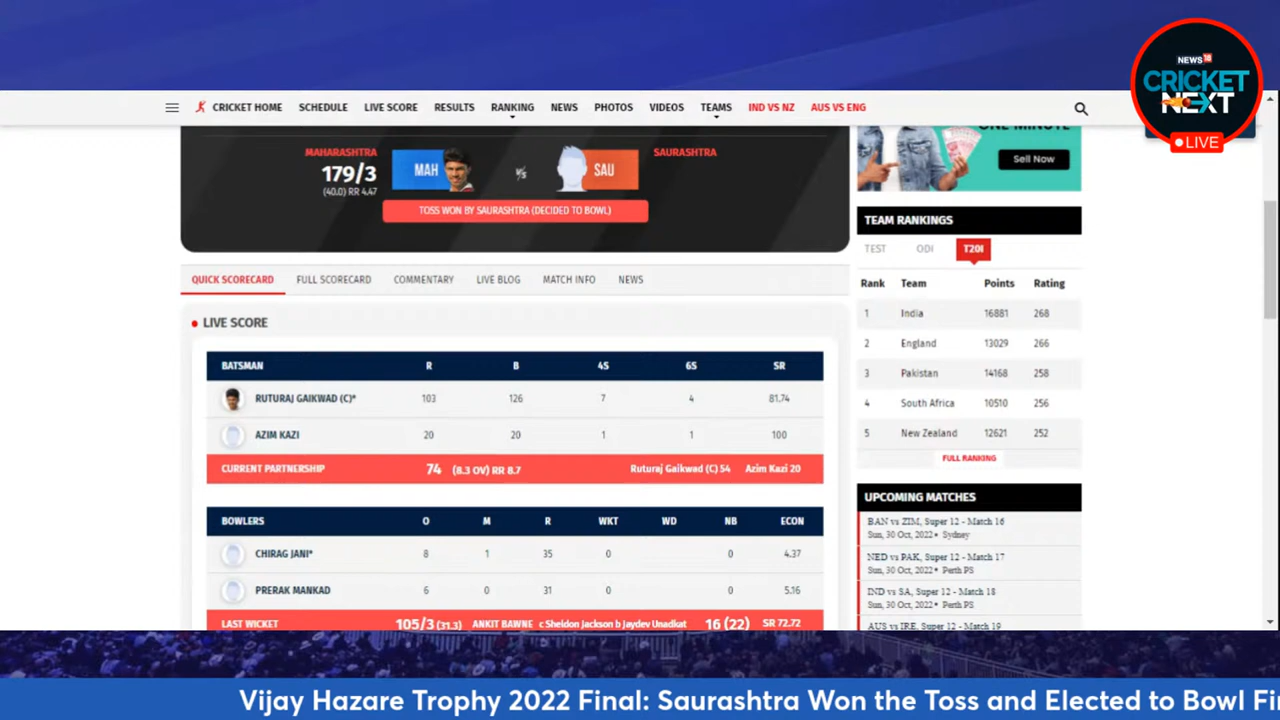 NEWS18
CRICKET
NEXT
LIVE
CRICKET HOME SCHEDULE LIVE SCORE RESULTS RANKING NEWS PHOTOS VIDEOS TEAMS IND VS NZ AUS VS ENG
MAHARASHTRA
179/3
(40.0) RR 4.47
MAH
V/S
SAU
SAURASHTRA
TOSS WON BY SAURASHTRA (DECIDED TO BOWL)
ONE MINUTE
Sell Now
QUICK SCORECARD FULL SCORECARD COMMENTARY LIVE BLOG MATCH INFO NEWS
LIVE SCORE
BATSMAN R B 4S 6S SR
RUTURAJ GAIKWAD (C)* 103 126 7 4 81.74
AZIM KAZI 20 20 1 1 100
CURRENT PARTNERSHIP 74 (8.3 OV) RR 8.7 Ruturaj Gaikwad (C) 54 Azim Kazi 20
BOWLERS O M R WKT WD NB ECON
CHIRAG JANI* 8 1 35 0 0 4.37
PRERAK MANKAD 6 0 31 0 0 5.16
LAST WICKET 105/3 (31.3) ANKIT BAWNE c Sheldon Jackson b Jaydev Unadkat 16 (22) SR 72.72
TEAM RANKINGS
TEST ODI T20I
Rank Team Points Rating
1 India 16881 268
2 England 13029 266
3 Pakistan 14168 258
4 South Africa 10510 256
5 New Zealand 12621 252
FULL RANKING
UPCOMING MATCHES
BAN vs ZIM, Super 12 - Match 16
Sun, 30 Oct, 2022• Sydney
NED vs PAK, Super 12 - Match 17
Sun, 30 Oct, 2022• Perth PS
IND vs SA, Super 12 - Match 18
Sun, 30 Oct, 2022• Perth PS
AUS vs IRE, Super 12 - Match 19
Vijay Hazare Trophy 2022 Final: Saurashtra Won the Toss and Elected to Bowl Fi